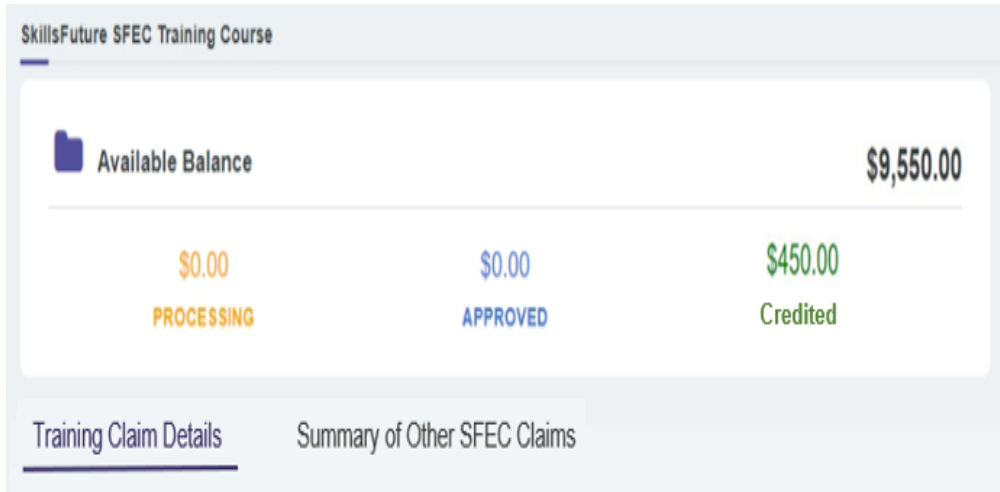 SkillsFuture SFEC Training Course
Available Balance $9,550.00
$0.00 $0.00 $450.00
PROCESSING APPROVED Credited
Training Claim Details Summary of Other SFEC Claims